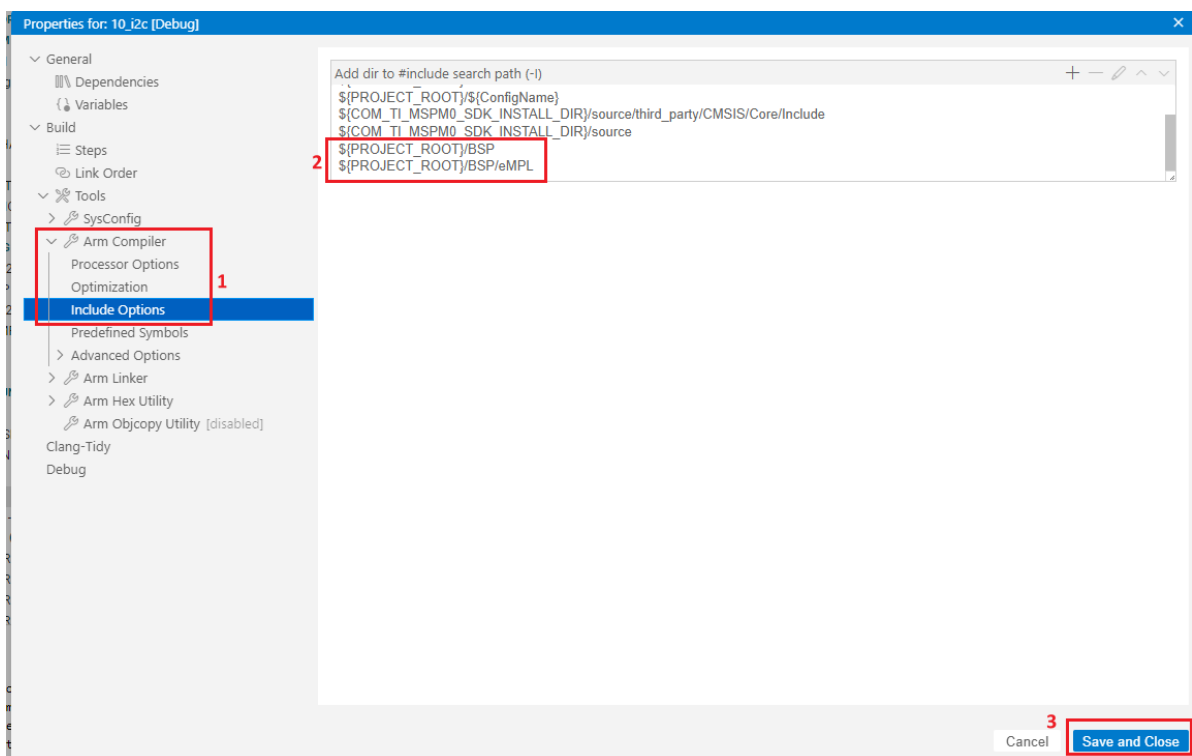 Properties for: 10_i2c [Debug]
General
Dependencies
Variables
Build
Steps
Link Order
Tools
SysConfig
Arm Compiler
Processor Options
1
Optimization
Include Options
Predefined Symbols
Advanced Options
Arm Linker
Arm Hex Utility
Arm Objcopy Utility [disabled]
Clang-Tidy
Debug
Add dir to #include search path (-I)
${PROJECT_ROOT}/${ConfigName}
${COM_TI_MSPM0_SDK_INSTALL_DIR}/source/third_party/CMSIS/Core/Include
${COM_TI_MSPM0_SDK_INSTALL_DIR}/source
2
${PROJECT_ROOT}/BSP
${PROJECT_ROOT}/BSP/eMPL
3
Cancel
Save and Close